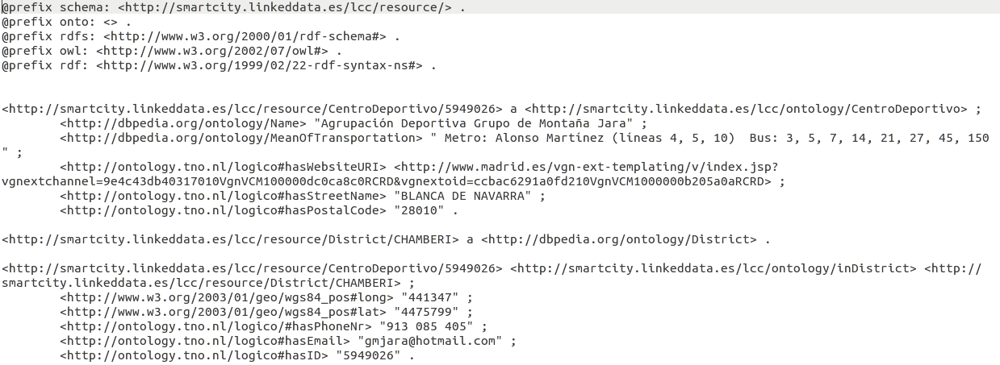 @prefix schema: <http://smartcity.linkeddata.es/lcc/resource/> .
@prefix onto: <> .
@prefix rdfs: <http://www.w3.org/2000/01/rdf-schema#> .
@prefix owl: <http://www.w3.org/2002/07/owl#> .
@prefix rdf: <http://www.w3.org/1999/02/22-rdf-syntax-ns#> .
<http://smartcity.linkeddata.es/lcc/resource/CentroDeportivo/5949026> a <http://smartcity.linkeddata.es/lcc/ontology/CentroDeportivo> ;
<http://dbpedia.org/ontology/Name> "Agrupación Deportiva Grupo de Montaña Jara" ;
<http://dbpedia.org/ontology/MeanOfTransportation> " Metro: Alonso Martínez (líneas 4, 5, 10)  Bus: 3, 5, 7, 14, 21, 27, 45, 150
" ;
<http://ontology.tno.nl/logico#hasWebsiteURI> <http://www.madrid.es/vgn-ext-templating/v/index.jsp?
vgnextchannel=9e4c43db40317010VgnVCM100000dc0ca8c0RCRD&vgnextoid=ccbac6291a0fd210VgnVCM1000000b205a0aRCRD> ;
<http://ontology.tno.nl/logico#hasStreetName> "BLANCA DE NAVARRA" ;
<http://ontology.tno.nl/logico#hasPostalCode> "28010" .
<http://smartcity.linkeddata.es/lcc/resource/District/CHAMBERI> a <http://dbpedia.org/ontology/District> .
<http://smartcity.linkeddata.es/lcc/resource/CentroDeportivo/5949026> <http://smartcity.linkeddata.es/lcc/ontology/inDistrict> <http://
smartcity.linkeddata.es/lcc/resource/District/CHAMBERI> ;
<http://www.w3.org/2003/01/geo/wgs84_pos#long> "441347" ;
<http://www.w3.org/2003/01/geo/wgs84_pos#lat> "4475799" ;
<http://ontology.tno.nl/logico/#hasPhoneNr> "913 085 405" ;
<http://ontology.tno.nl/logico#hasEmail> "gmjara@hotmail.com" ;
<http://ontology.tno.nl/logico#hasID> "5949026" .